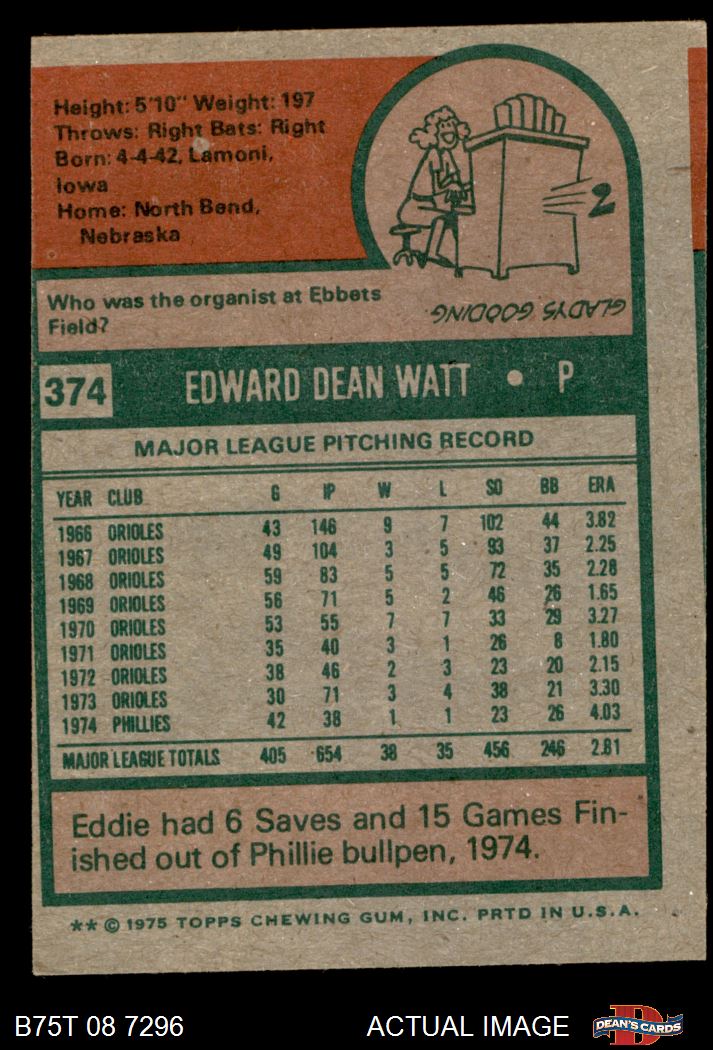 Height: 5'10" Weight: 197
Throws: Right Bats: Right
Born: 4-4-42, Lamoni,
Iowa
Home: North Bend,
Nebraska
Who was the organist at Ebbets
Field?
GLADYS GOODING.
374 EDWARD DEAN WATT • P
MAJOR LEAGUE PITCHING RECORD
YEAR CLUB G IP W L SO BB ERA
1966 ORIOLES 43 146 9 7 102 44 3.82
1967 ORIOLES 49 104 3 5 93 37 2.25
1968 ORIOLES 59 83 5 5 72 35 2.28
1969 ORIOLES 56 71 5 2 46 26 1.65
1970 ORIOLES 53 55 7 7 33 29 3.27
1971 ORIOLES 35 40 3 1 26 8 1.80
1972 ORIOLES 38 46 2 3 23 20 2.15
1973 ORIOLES 30 71 3 4 38 21 3.30
1974 PHILLIES 42 38 1 1 23 26 4.03
MAJOR LEAGUE TOTALS 405 654 38 35 456 246 2.81
Eddie had 6 Saves and 15 Games Fin-
ished out of Phillie bullpen, 1974.
** © 1975 TOPPS CHEWING GUM, INC. PRTD IN U.S.A.
B75T 08 7296 ACTUAL IMAGE DEAN'S CARDS